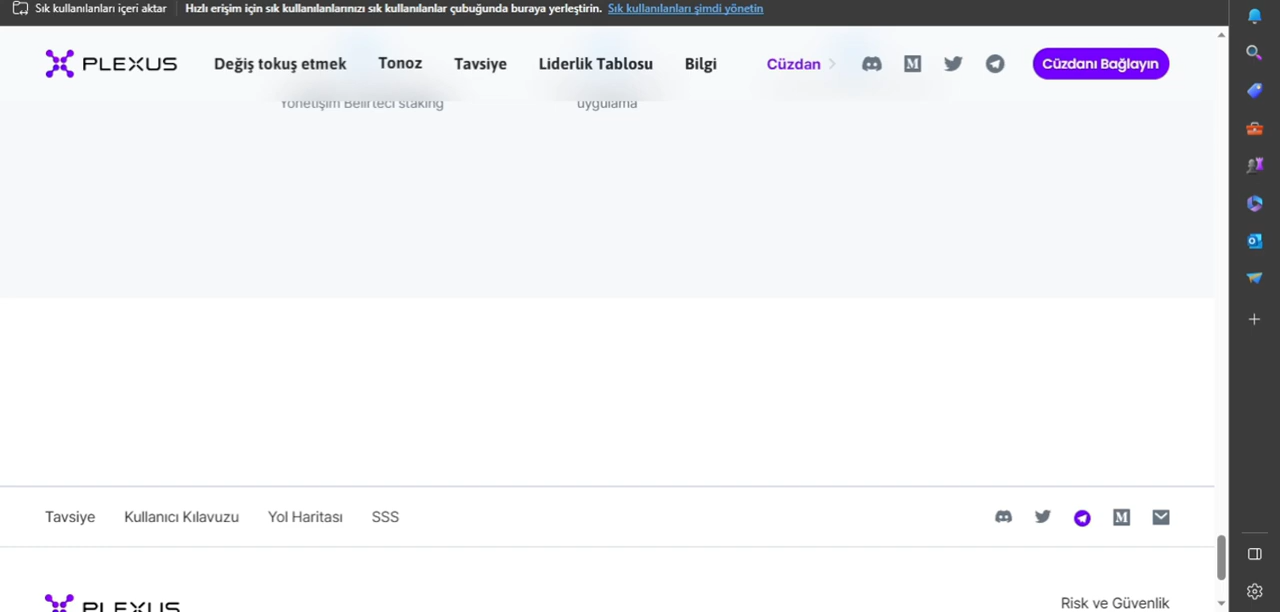 Sık kullanılanları içeri aktar Hızlı erişim için sık kullanılanlarınızı sık kullanılanlar çubuğunda buraya yerleştirin. Sık kullanılanları şimdi yönetin
PLEXUS Değiş tokuş etmek Tonoz Tavsiye Liderlik Tablosu Bilgi Cüzdan Cüzdanı Bağlayın
Yönetişim Belirteci staking uygulama
Tavsiye Kullanıcı Kılavuzu Yol Haritası SSS
PLEXUS Risk ve Güvenlik